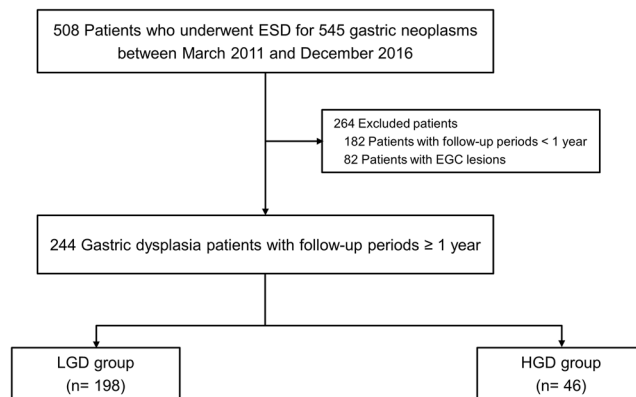 508 Patients who underwent ESD for 545 gastric neoplasms
between March 2011 and December 2016
264 Excluded patients
182 Patients with follow-up periods < 1 year
82 Patients with EGC lesions
244 Gastric dysplasia patients with follow-up periods ≥ 1 year
LGD group
(n= 198)
HGD group
(n= 46)